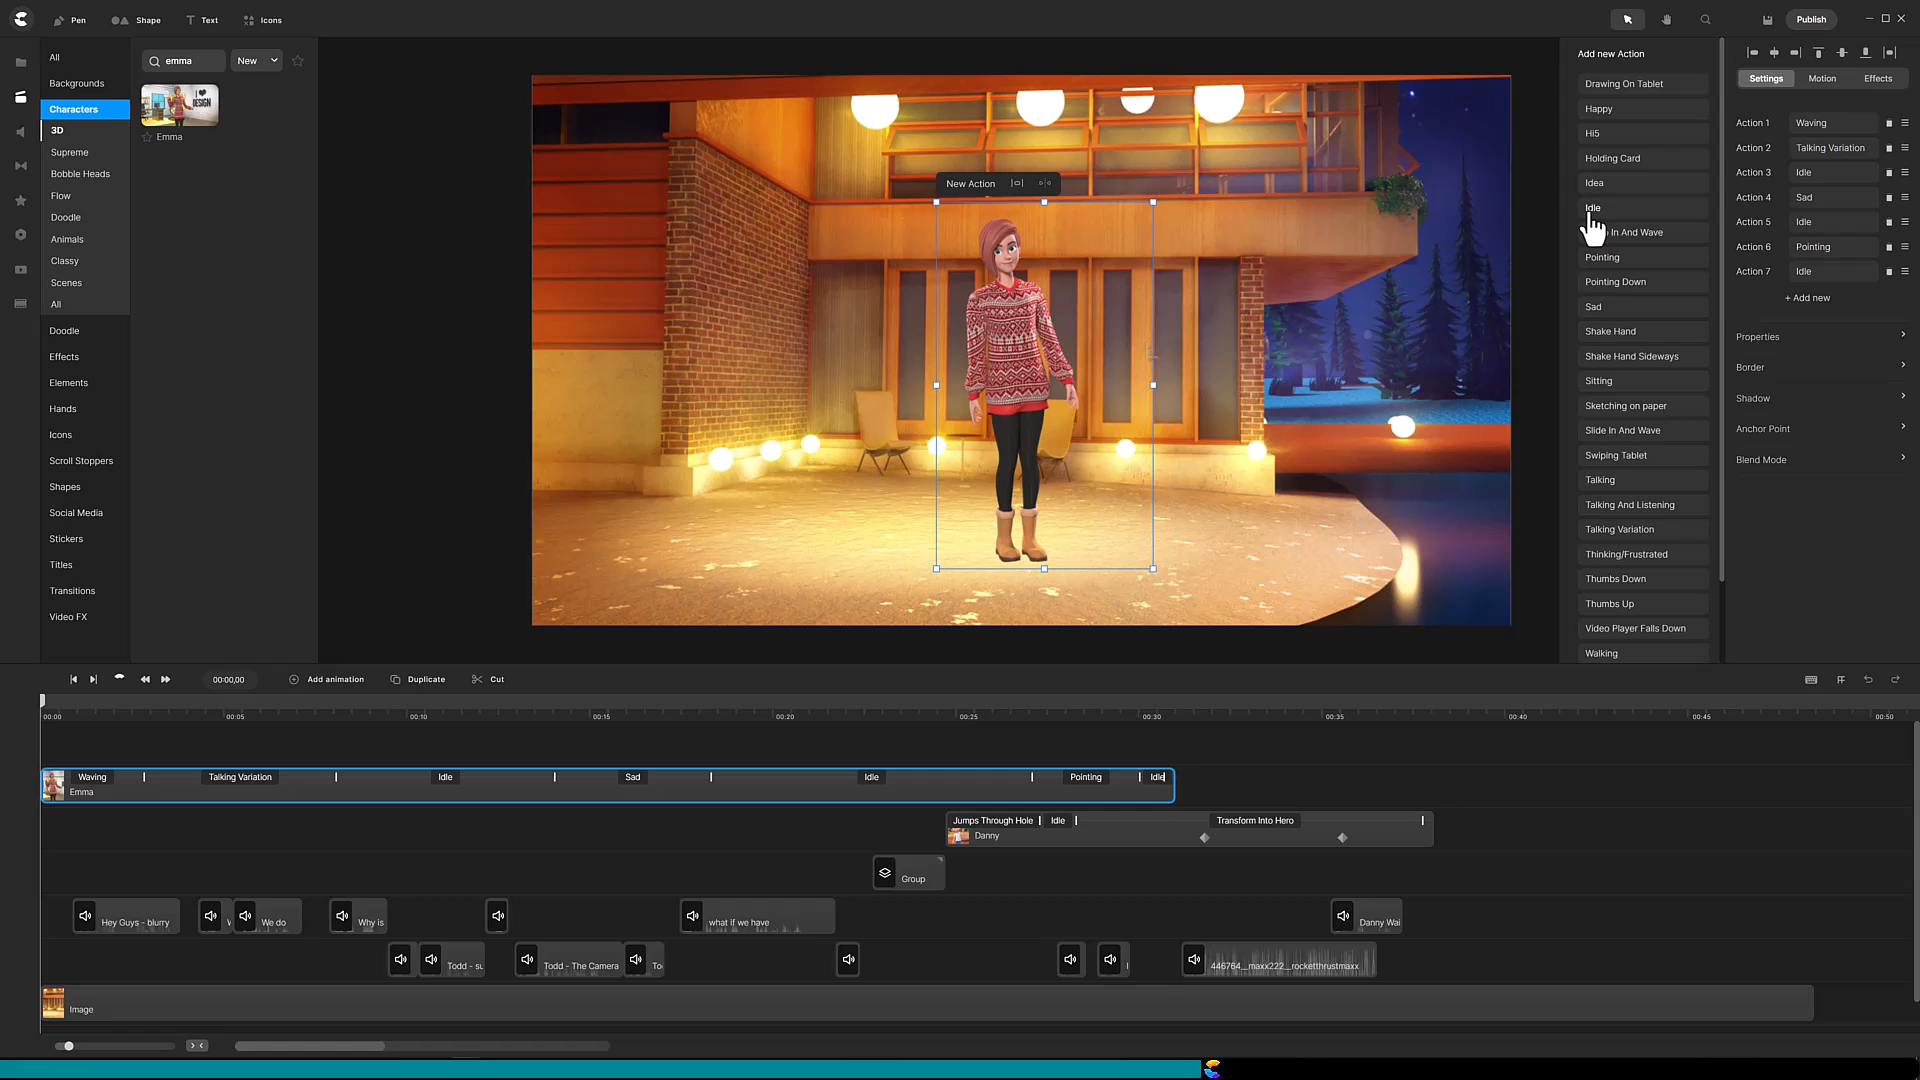 Pen
Shape
Text
Icons
Publish
All
Backgrounds
Characters
3D
Supreme
Bobble Heads
Flow
Doodle
Animals
Classy
Scenes
All
Doodle
Effects
Elements
Hands
Icons
Scroll Stoppers
Shapes
Social Media
Stickers
Titles
Transitions
Video FX
emma
New
I
DESIGN
Emma
New Action
Add new Action
Drawing On Tablet
Happy
Hi5
Holding Card
Idea
Idle
In And Wave
Pointing
Pointing Down
Sad
Shake Hand
Shake Hand Sideways
Sitting
Sketching on paper
Slide In And Wave
Swiping Tablet
Talking
Talking And Listening
Talking Variation
Thinking/Frustrated
Thumbs Down
Thumbs Up
Video Player Falls Down
Walking
Settings Motion Effects
Action 1 Waving
Action 2 Talking Variation
Action 3 Idle
Action 4 Sad
Action 5 Idle
Action 6 Pointing
Action 7 Idle
+ Add new
Properties
Border
Shadow
Anchor Point
Blend Mode
00:00,00
Add animation
Duplicate
Cut
00:00 00:05 00:10 00:15 00:20 00:25 00:30 00:35 00:40 00:45 00:50
Waving Talking Variation Idle Sad Idle Pointing Idle
Emma
Jumps Through Hole Idle Transform Into Hero
Danny
Group
Hey Guys - blurry
We do
Why is
what if we have
Danny Wai
Todd - su
Todd - The Camera
To
446764__maxx222__rocketthrustmaxx
Image